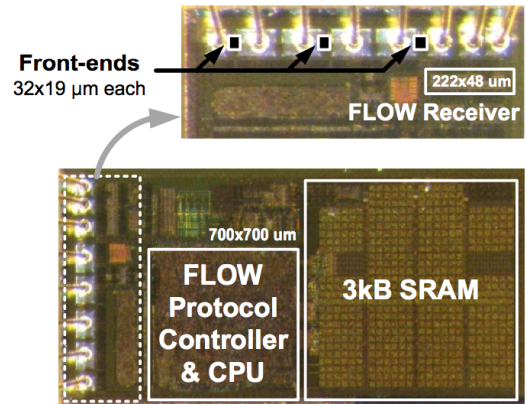 Front-ends
32x19 µm each
222x48 um
FLOW Receiver
700x700 um
FLOW
Protocol
Controller
& CPU
3kB SRAM